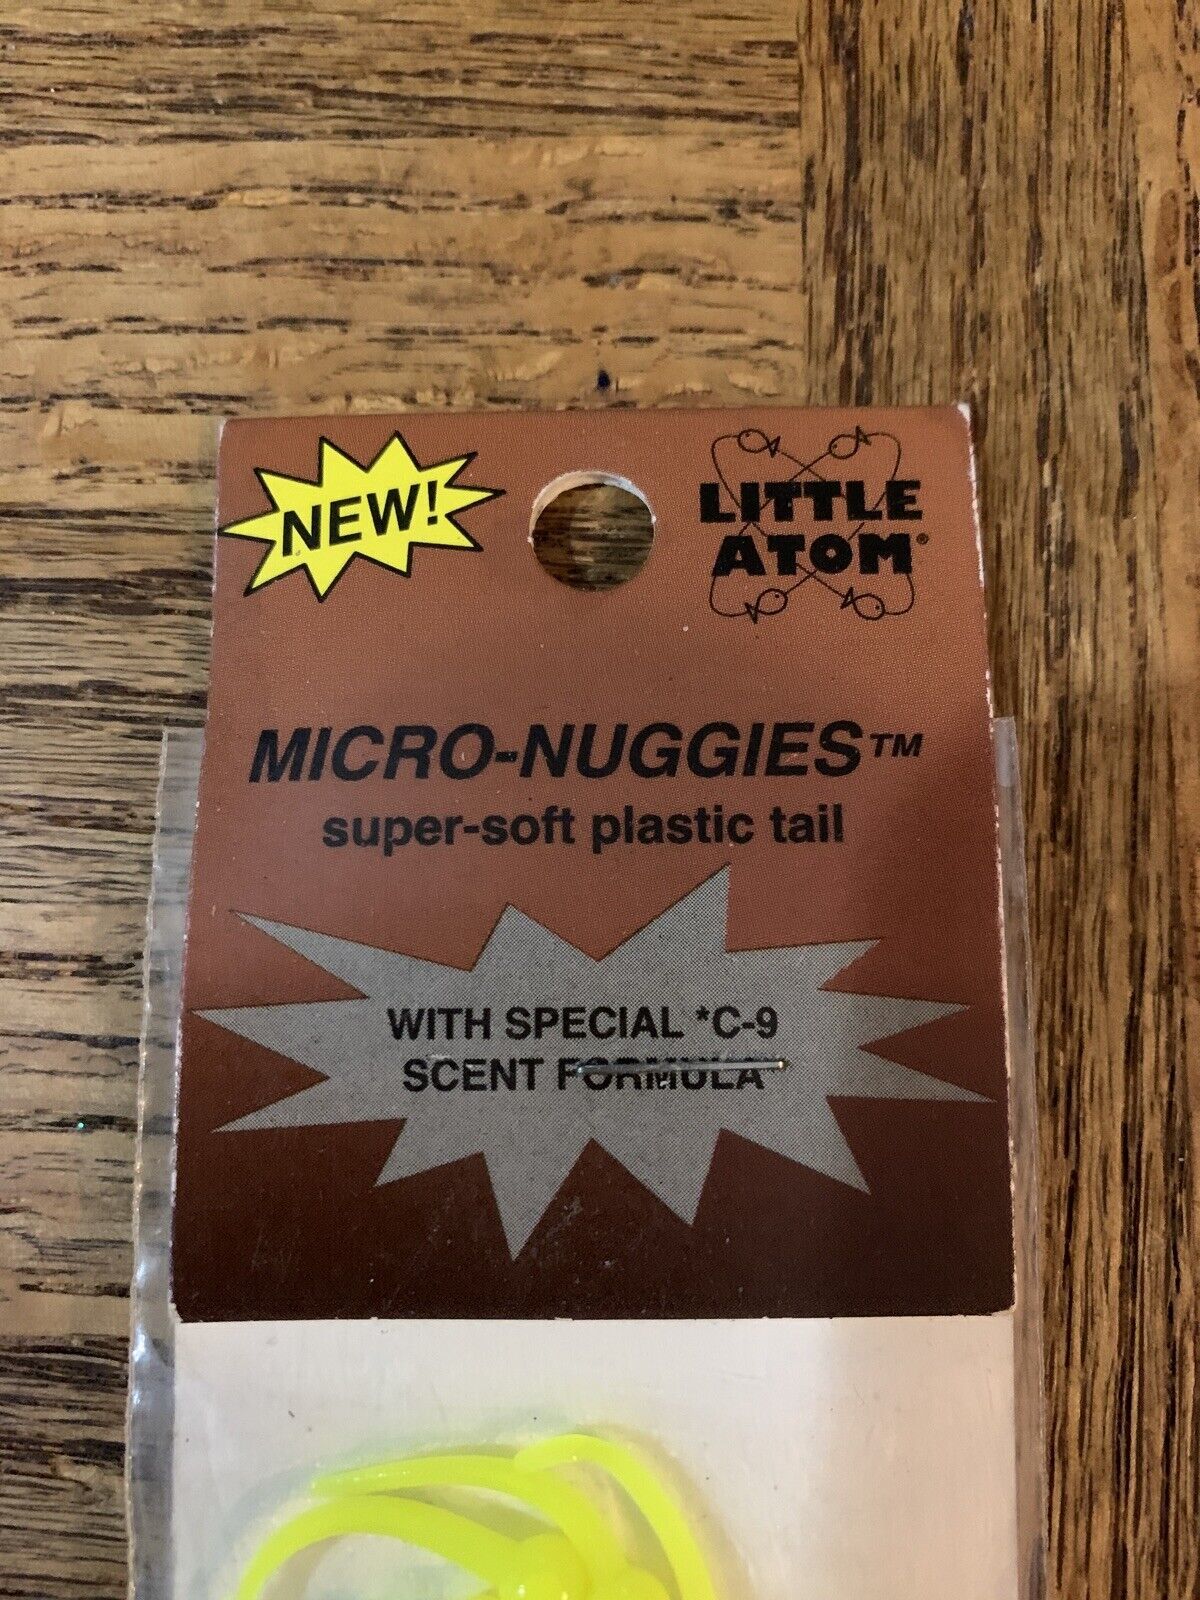 NEW!
LITTLE
ATOM®
MICRO-NUGGIES™
super-soft plastic tail
WITH SPECIAL *C-9
SCENT FORMULA*